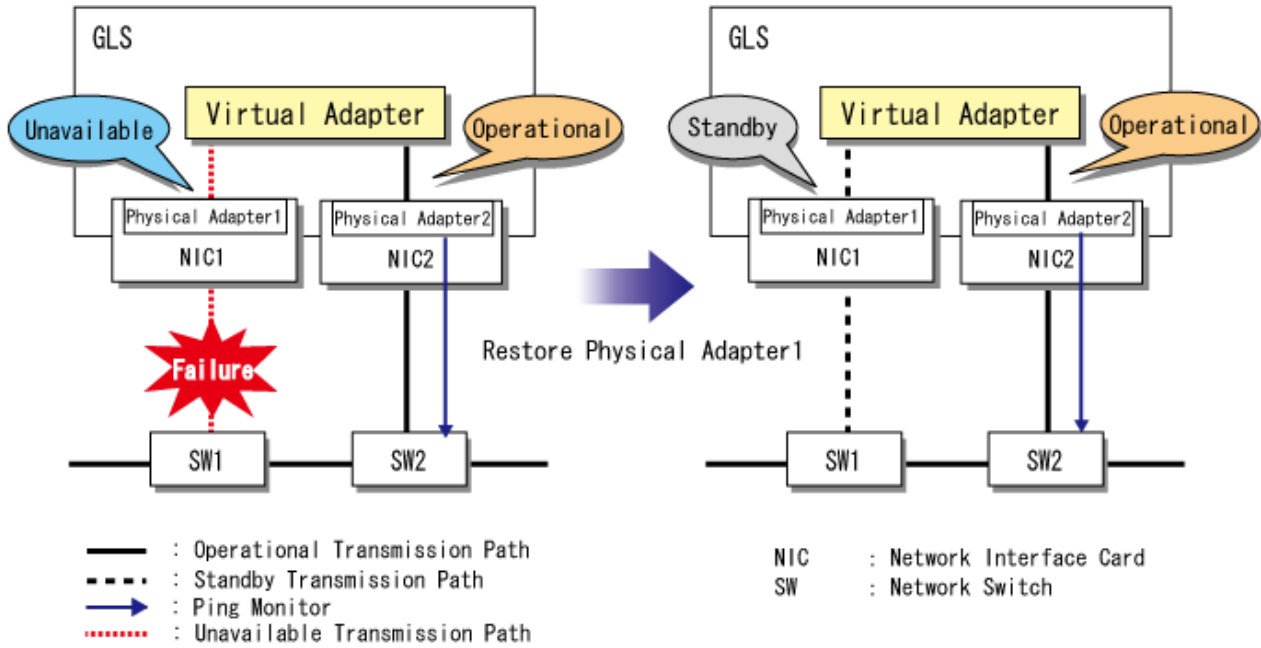 GLS
Virtual Adapter
Unavailable
Operational
Physical Adapter1
Physical Adapter2
NIC1
NIC2
Failure
SW1
SW2
Restore Physical Adapter1
GLS
Virtual Adapter
Standby
Operational
Physical Adapter1
Physical Adapter2
NIC1
NIC2
SW1
SW2
: Operational Transmission Path
: Standby Transmission Path
: Ping Monitor
: Unavailable Transmission Path
NIC : Network Interface Card
SW : Network Switch